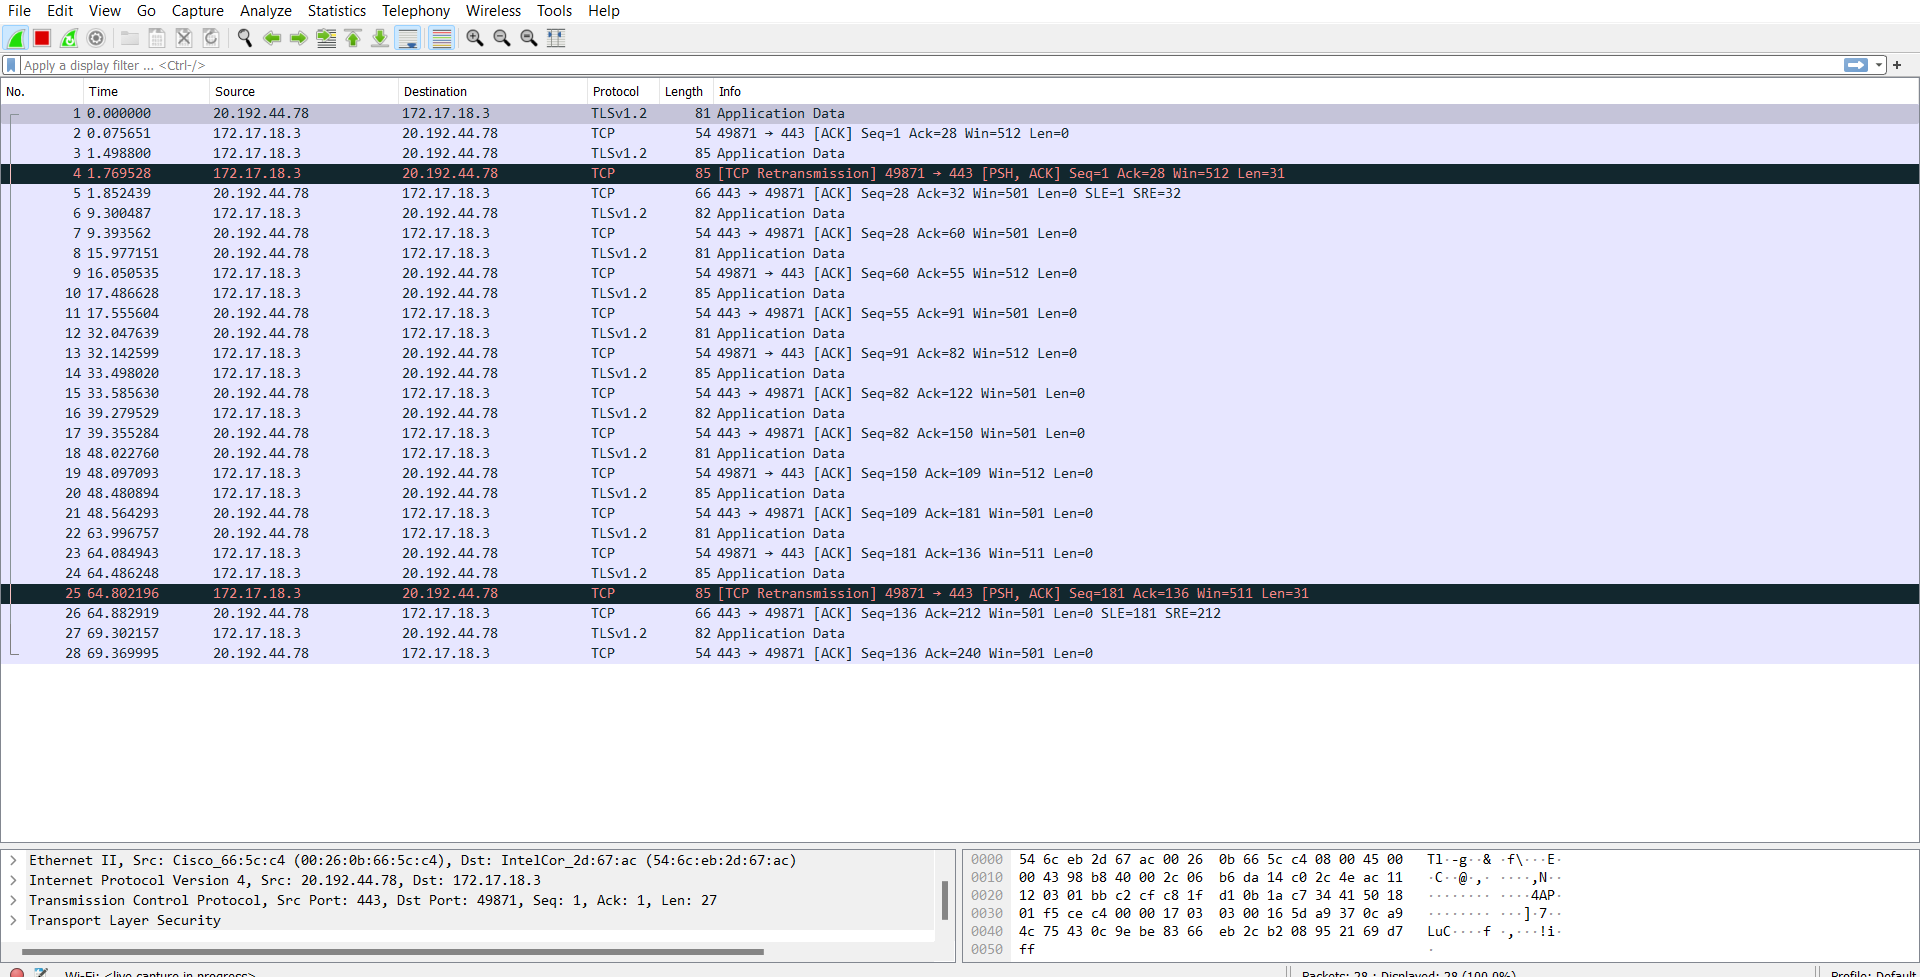 File Edit View Go Capture Analyze Statistics Telephony Wireless Tools Help
Apply a display filter ... <Ctrl-/>
No. Time Source Destination Protocol Length Info
1 0.000000 20.192.44.78 172.17.18.3 TLSv1.2 81 Application Data
2 0.075651 172.17.18.3 20.192.44.78 TCP 54 49871 → 443 [ACK] Seq=1 Ack=28 Win=512 Len=0
3 1.498800 172.17.18.3 20.192.44.78 TLSv1.2 85 Application Data
4 1.769528 172.17.18.3 20.192.44.78 TCP 85 [TCP Retransmission] 49871 → 443 [PSH, ACK] Seq=1 Ack=28 Win=512 Len=31
5 1.852439 20.192.44.78 172.17.18.3 TCP 66 443 → 49871 [ACK] Seq=28 Ack=32 Win=501 Len=0 SLE=1 SRE=32
6 9.300487 172.17.18.3 20.192.44.78 TLSv1.2 82 Application Data
7 9.393562 20.192.44.78 172.17.18.3 TCP 54 443 → 49871 [ACK] Seq=28 Ack=60 Win=501 Len=0
8 15.977151 20.192.44.78 172.17.18.3 TLSv1.2 81 Application Data
9 16.050535 172.17.18.3 20.192.44.78 TCP 54 49871 → 443 [ACK] Seq=60 Ack=55 Win=512 Len=0
10 17.486628 172.17.18.3 20.192.44.78 TLSv1.2 85 Application Data
11 17.555604 20.192.44.78 172.17.18.3 TCP 54 443 → 49871 [ACK] Seq=55 Ack=91 Win=501 Len=0
12 32.047639 20.192.44.78 172.17.18.3 TLSv1.2 81 Application Data
13 32.142599 172.17.18.3 20.192.44.78 TCP 54 49871 → 443 [ACK] Seq=91 Ack=82 Win=512 Len=0
14 33.498020 172.17.18.3 20.192.44.78 TLSv1.2 85 Application Data
15 33.585630 20.192.44.78 172.17.18.3 TCP 54 443 → 49871 [ACK] Seq=82 Ack=122 Win=501 Len=0
16 39.279529 172.17.18.3 20.192.44.78 TLSv1.2 82 Application Data
17 39.355284 20.192.44.78 172.17.18.3 TCP 54 443 → 49871 [ACK] Seq=82 Ack=150 Win=501 Len=0
18 48.022760 20.192.44.78 172.17.18.3 TLSv1.2 81 Application Data
19 48.097093 172.17.18.3 20.192.44.78 TCP 54 49871 → 443 [ACK] Seq=150 Ack=109 Win=512 Len=0
20 48.480894 172.17.18.3 20.192.44.78 TLSv1.2 85 Application Data
21 48.564293 20.192.44.78 172.17.18.3 TCP 54 443 → 49871 [ACK] Seq=109 Ack=181 Win=501 Len=0
22 63.996757 20.192.44.78 172.17.18.3 TLSv1.2 81 Application Data
23 64.084943 172.17.18.3 20.192.44.78 TCP 54 49871 → 443 [ACK] Seq=181 Ack=136 Win=511 Len=0
24 64.486248 172.17.18.3 20.192.44.78 TLSv1.2 85 Application Data
25 64.802196 172.17.18.3 20.192.44.78 TCP 85 [TCP Retransmission] 49871 → 443 [PSH, ACK] Seq=181 Ack=136 Win=511 Len=31
26 64.882919 20.192.44.78 172.17.18.3 TCP 66 443 → 49871 [ACK] Seq=136 Ack=212 Win=501 Len=0 SLE=181 SRE=212
27 69.302157 172.17.18.3 20.192.44.78 TLSv1.2 82 Application Data
28 69.369995 20.192.44.78 172.17.18.3 TCP 54 443 → 49871 [ACK] Seq=136 Ack=240 Win=501 Len=0
Ethernet II, Src: Cisco_66:5c:c4 (00:26:0b:66:5c:c4), Dst: IntelCor_2d:67:ac (54:6c:eb:2d:67:ac)
Internet Protocol Version 4, Src: 20.192.44.78, Dst: 172.17.18.3
Transmission Control Protocol, Src Port: 443, Dst Port: 49871, Seq: 1, Ack: 1, Len: 27
Transport Layer Security
0000 54 6c eb 2d 67 ac 00 26 0b 66 5c c4 08 00 45 00 Tl·-g··& ·f\···E·
0010 00 43 98 b8 40 00 2c 06 b6 da 14 c0 2c 4e ac 11 ·C··@·,· ····,N··
0020 12 03 01 bb c2 cf c8 1f d1 0b 1a c7 34 41 50 18 ········ ····4AP·
0030 01 f5 ce c4 00 00 17 03 03 00 16 5d a9 37 0c a9 ········ ···]·7··
0040 4c 75 43 0c 9e be 83 66 eb 2c b2 08 95 21 69 d7 LuC····f ·,···!i·
0050 ff ·
Wi-Fi: <live capture in progress>
Packets: 28 · Displayed: 28 (100.0%)
Profile: Default